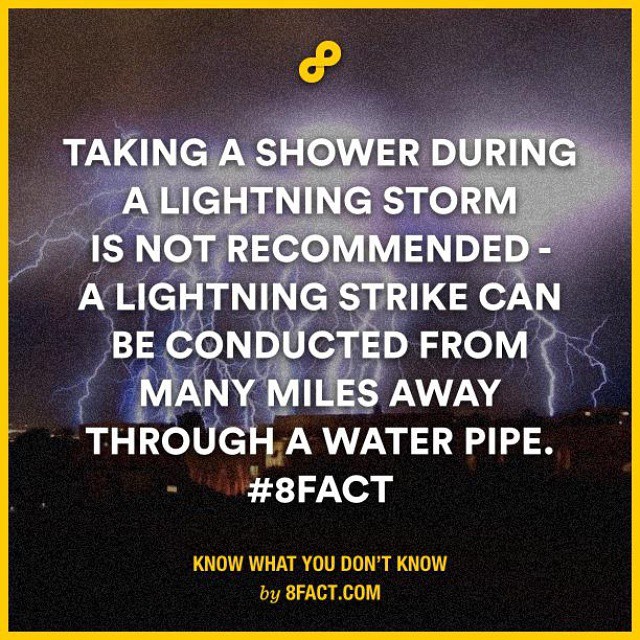 TAKING A SHOWER DURING
A LIGHTNING STORM
IS NOT RECOMMENDED -
A LIGHTNING STRIKE CAN
BE CONDUCTED FROM
MANY MILES AWAY
THROUGH A WATER PIPE.
#8FACT
KNOW WHAT YOU DON'T KNOW
by 8FACT.COM